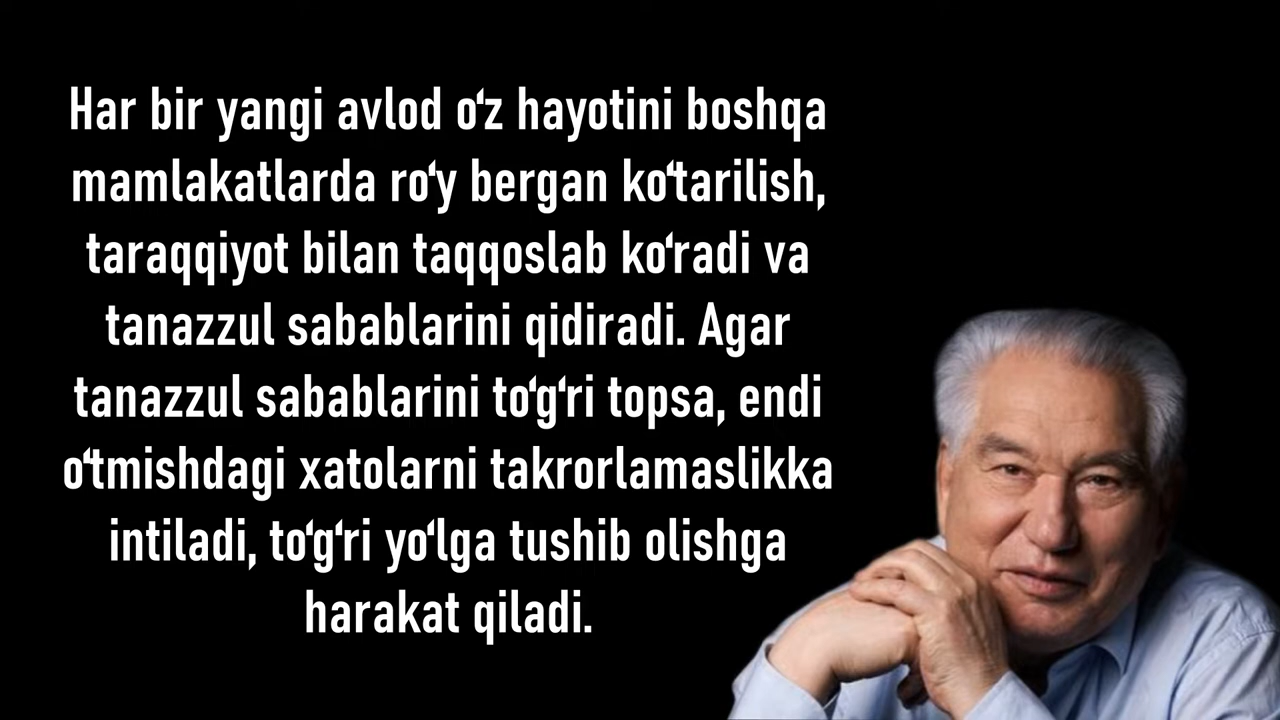 Har bir yangi avlod o‘z hayotini boshqa
mamlakatlarda ro‘y bergan ko‘tarilish,
taraqqiyot bilan taqqoslab ko‘radi va
tanazzul sabablarini qidiradi. Agar
tanazzul sabablarini to‘g‘ri topsa, endi
o‘tmishdagi xatolarni takrorlamaslikka
intiladi, to‘g‘ri yo‘lga tushib olishga
harakat qiladi.